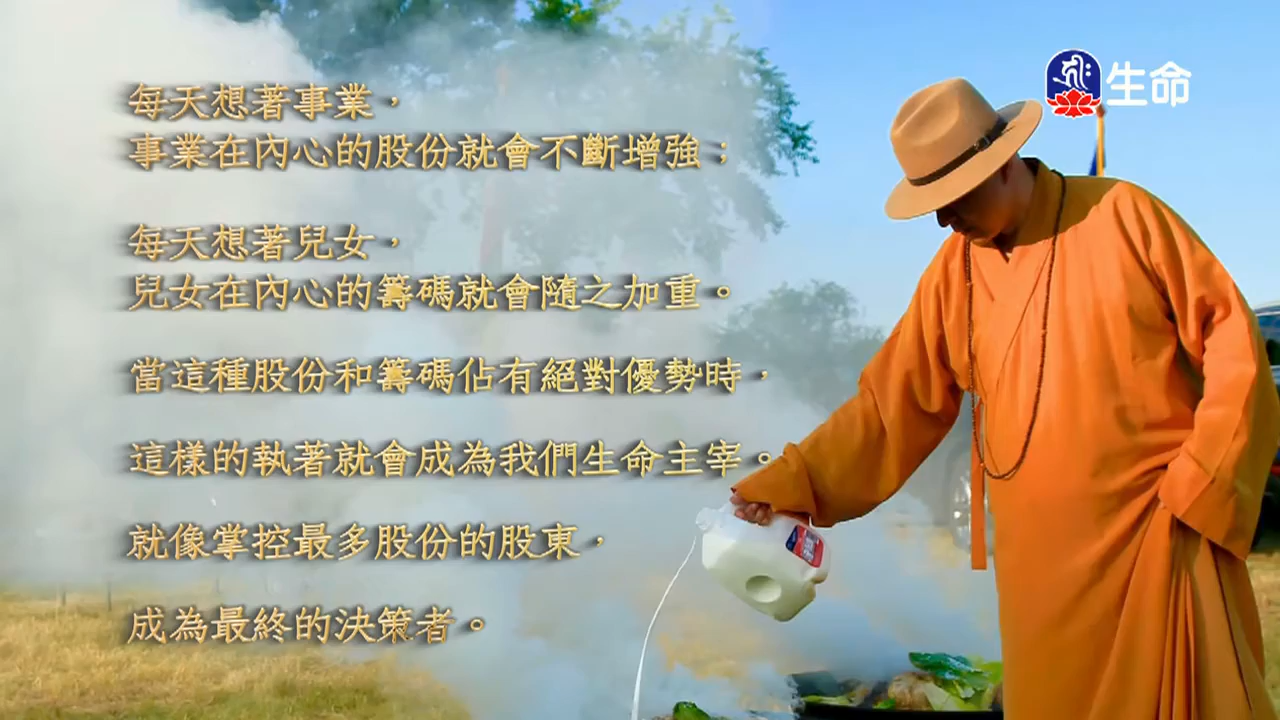 生命
每天想著事業，
事業在內心的股份就會不斷增強；
每天想著兒女，
兒女在內心的籌碼就會隨之加重。
當這種股份和籌碼佔有絕對優勢時，
這樣的執著就會成為我們生命主宰。
就像掌控最多股份的股東，
成為最終的決策者。